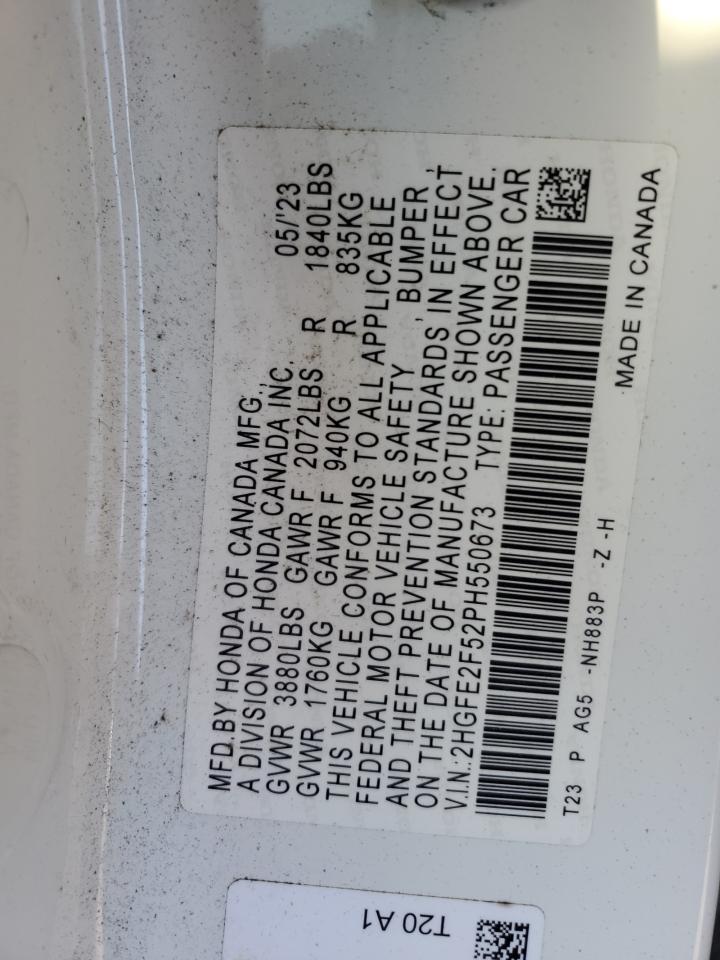 MFD.BY HONDA OF CANADA MFG., 05/'23
A DIVISION OF HONDA CANADA INC.
GVWR 3880LBS GAWR F 2072LBS R 1840LBS
GVWR 1760KG GAWR F 940KG R 835KG
THIS VEHICLE CONFORMS TO ALL APPLICABLE
FEDERAL MOTOR VEHICLE SAFETY , BUMPER ,
AND THEFT PREVENTION STANDARDS IN EFFECT
ON THE DATE OF MANUFACTURE SHOWN ABOVE.
V.I.N.:2HGFE2F52PH550673 TYPE: PASSENGER CAR
T23 P AG5 -NH883P -Z -H
MADE IN CANADA
T20 A1